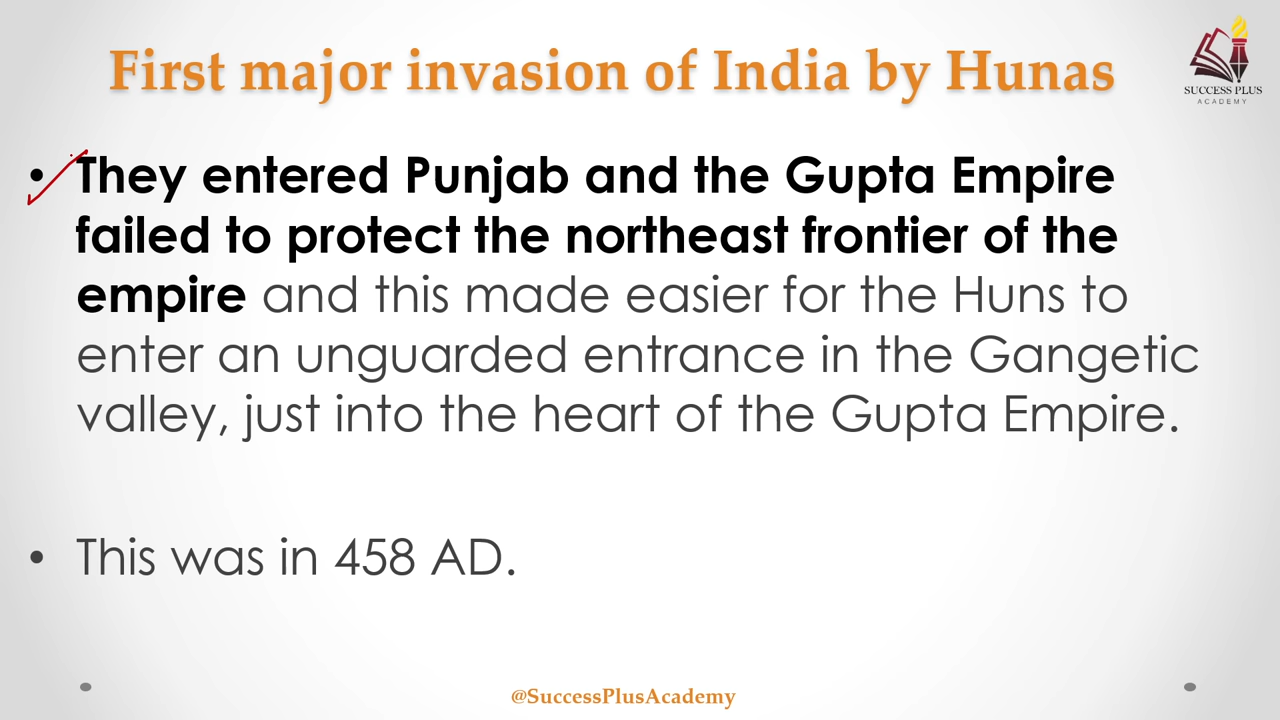 First major invasion of India by Hunas
SUCCESS PLUS
ACADEMY
• They entered Punjab and the Gupta Empire
failed to protect the northeast frontier of the
empire and this made easier for the Huns to
enter an unguarded entrance in the Gangetic
valley, just into the heart of the Gupta Empire.
• This was in 458 AD.
@SuccessPlusAcademy